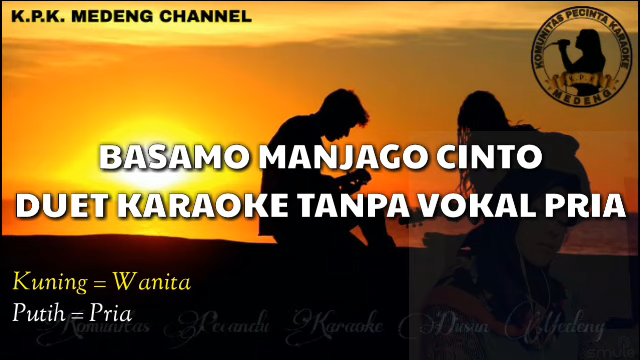 K.P.K. MEDENG CHANNEL
KOMUNITAS PECINTA KARAOKE
K.P.K
MEDENG
BASAMO MANJAGO CINTO
DUET KARAOKE TANPA VOKAL PRIA
Kuning = Wanita
Putih = Pria
Komunitas Pecandu Karaoke Dusun Medeng